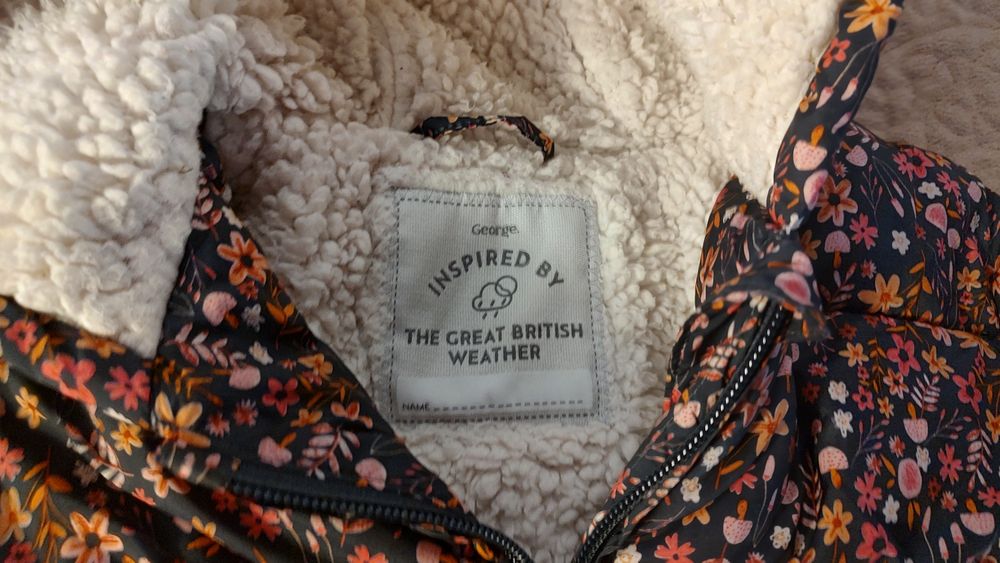 George.
INSPIRED BY
THE GREAT BRITISH
WEATHER
NAME